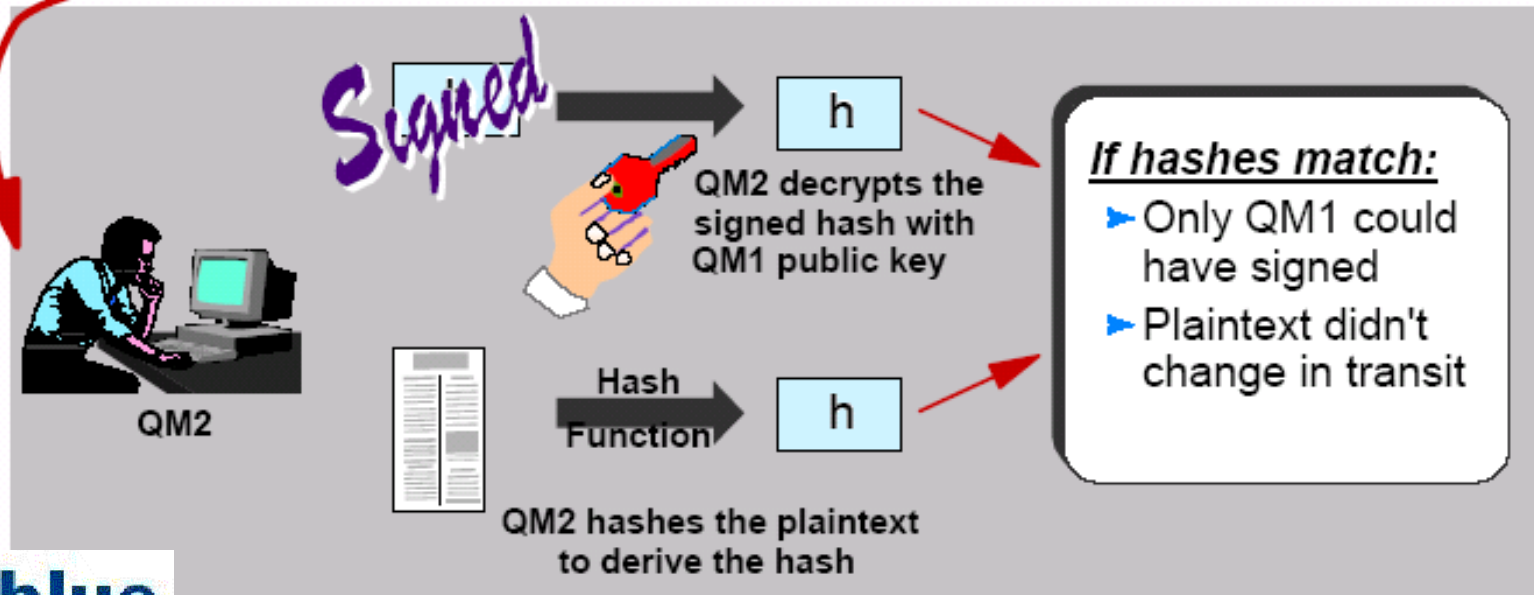 Signed
h
QM2 decrypts the
signed hash with
QM1 public key
If hashes match:
Only QM1 could
have signed
Plaintext didn't
change in transit
QM2
Hash
Function
h
QM2 hashes the plaintext
to derive the hash
blue